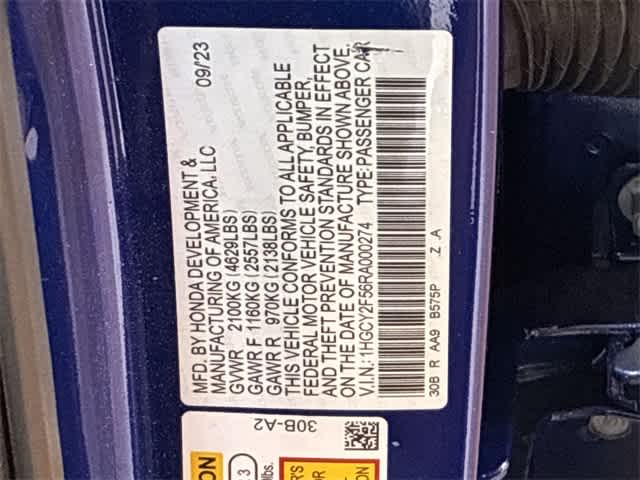 MFD. BY HONDA DEVELOPMENT &
MANUFACTURING OF AMERICA, LLC 09/23
GVWR 2100KG (4629LBS)
GAWR F 1160KG (2557LBS)
GAWR R 970KG (2138LBS)
THIS VEHICLE CONFORMS TO ALL APPLICABLE
FEDERAL MOTOR VEHICLE SAFETY, BUMPER,
AND THEFT PREVENTION STANDARDS IN EFFECT
ON THE DATE OF MANUFACTURE SHOWN ABOVE.
V.I.N.: 1HGCY2F56RA000274 TYPE: PASSENGER CAR
30B R AA9 B575P Z A
30B-A2